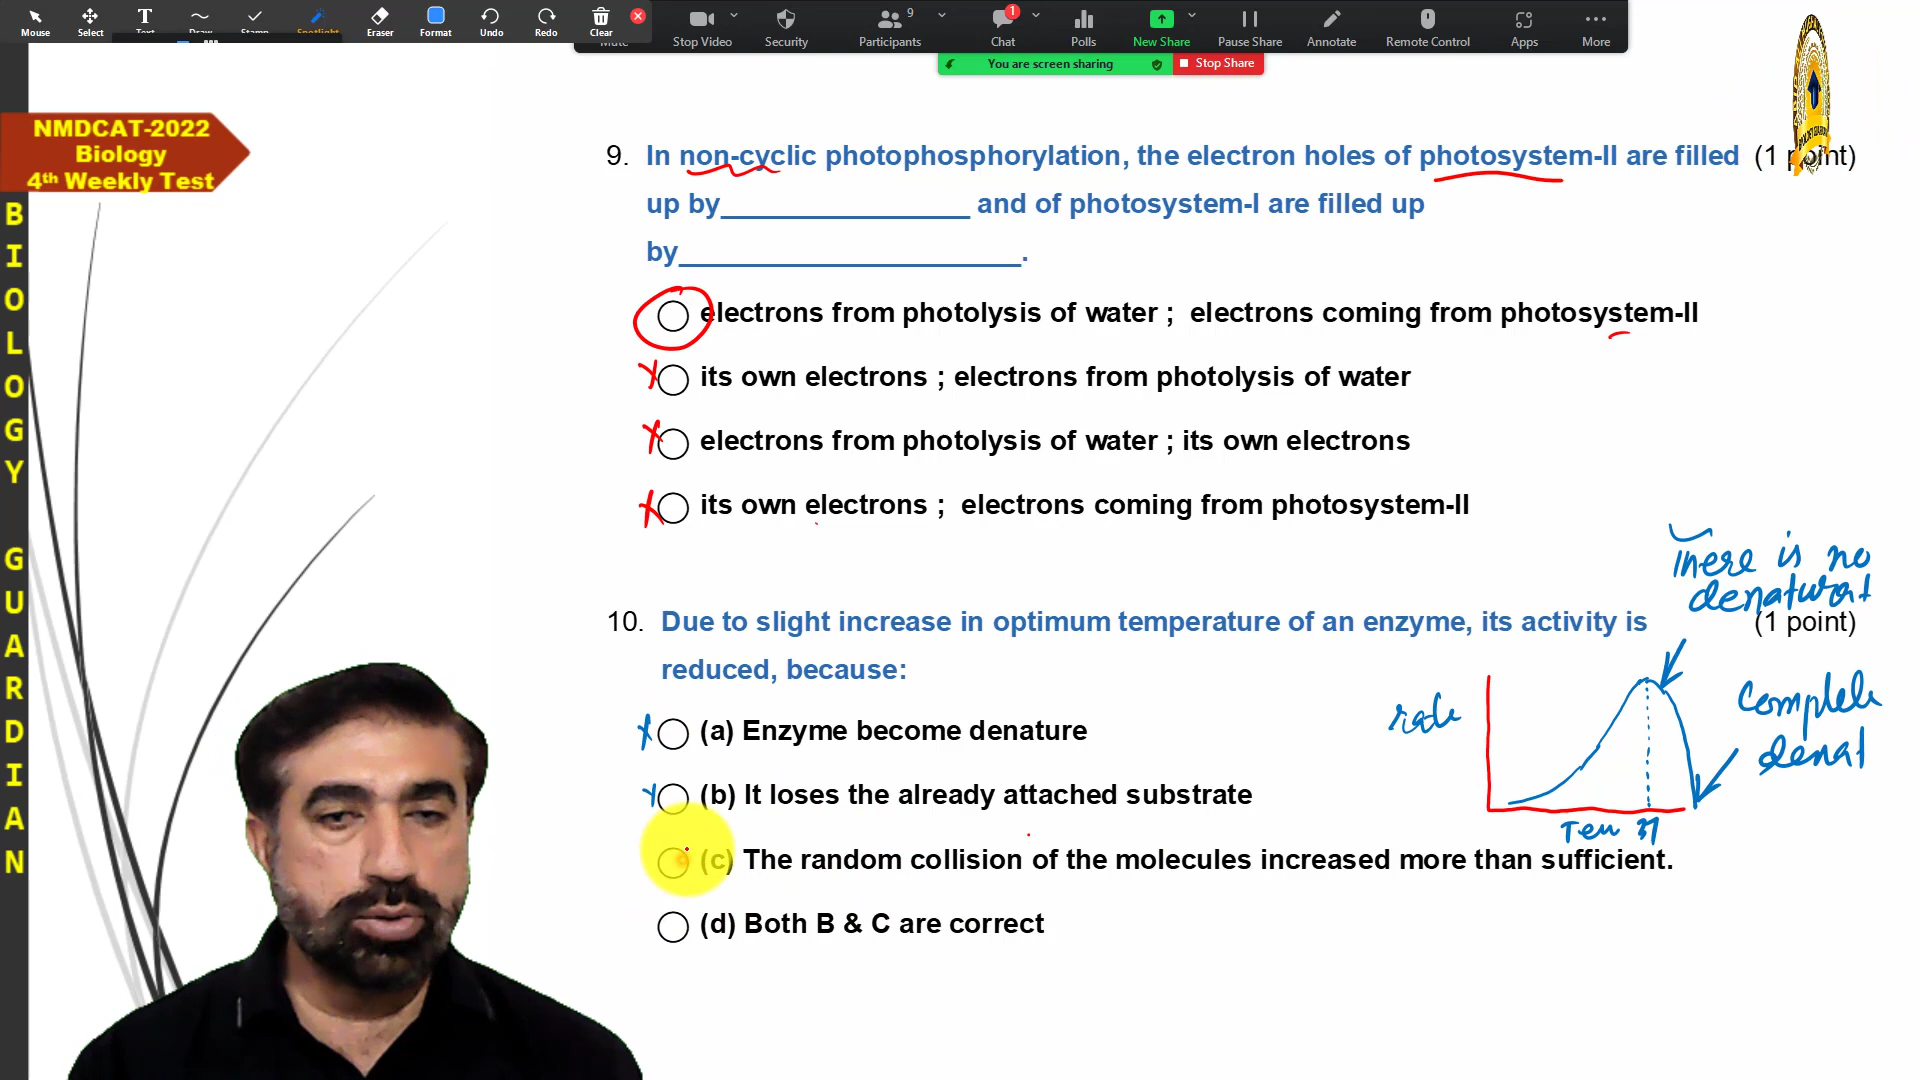 Mouse
Select
Text
Draw
Stamp
Spotlight
Eraser
Format
Undo
Redo
Clear
Mute
Stop Video
Security
9
Participants
1
Chat
Polls
New Share
Pause Share
Annotate
Remote Control
Apps
More
You are screen sharing
Stop Share
NMDCAT-2022
Biology
4th Weekly Test
BIOLOGY GUARDIAN
9. In non-cyclic photophosphorylation, the electron holes of photosystem-II are filled (1 point)
up by________________ and of photosystem-I are filled up
by______________________.
electrons from photolysis of water ; electrons coming from photosystem-II
its own electrons ; electrons from photolysis of water
electrons from photolysis of water ; its own electrons
its own electrons ; electrons coming from photosystem-II
There is no
denaturat
10. Due to slight increase in optimum temperature of an enzyme, its activity is (1 point)
reduced, because:
rate
Complete
denat
Tem 37
(a) Enzyme become denature
(b) It loses the already attached substrate
(c) The random collision of the molecules increased more than sufficient.
(d) Both B & C are correct